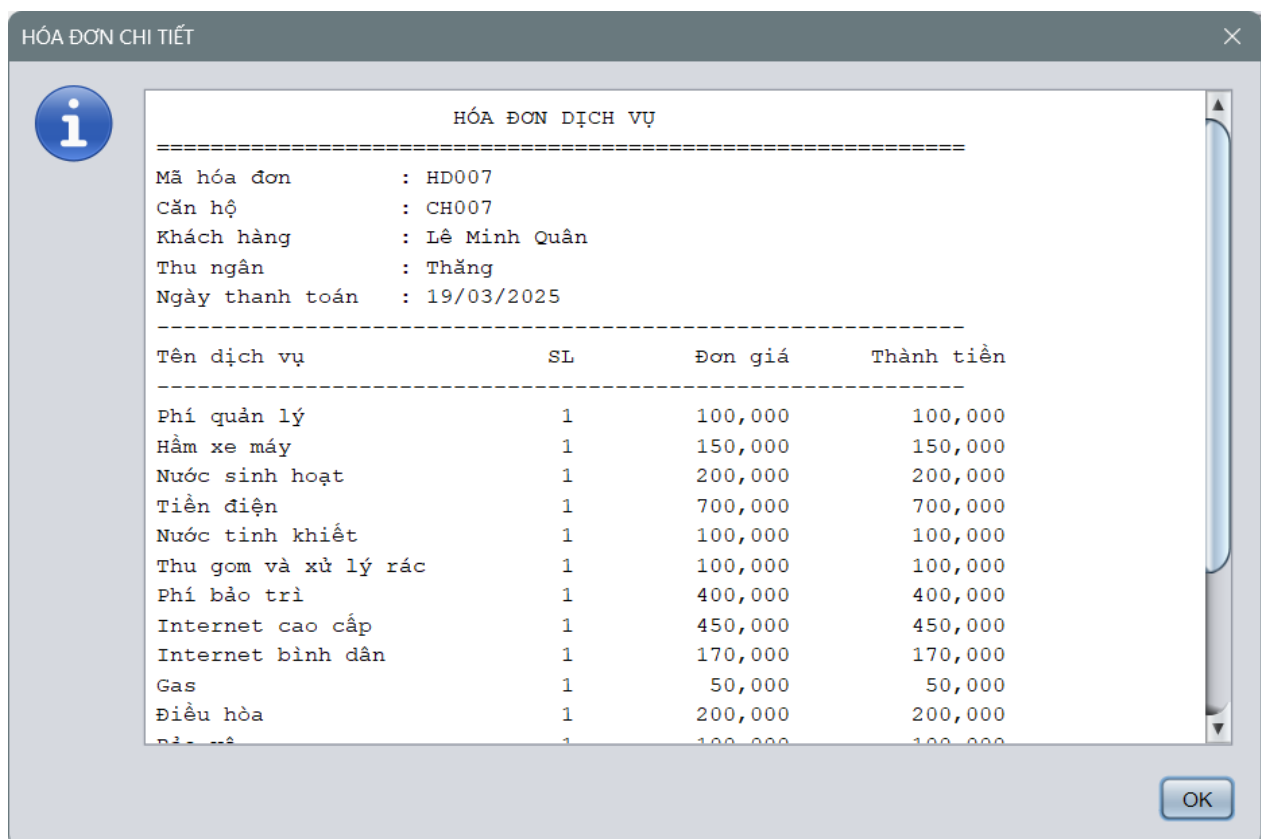 HÓA ĐƠN CHI TIẾT
HÓA ĐƠN DỊCH VỤ
============================================================
Mã hóa đơn : HD007
Căn hộ : CH007
Khách hàng : Lê Minh Quân
Thu ngân : Thăng
Ngày thanh toán : 19/03/2025
------------------------------------------------------------
Tên dịch vụ SL Đơn giá Thành tiền
------------------------------------------------------------
Phí quản lý 1 100,000 100,000
Hầm xe máy 1 150,000 150,000
Nước sinh hoạt 1 200,000 200,000
Tiền điện 1 700,000 700,000
Nước tinh khiết 1 100,000 100,000
Thu gom và xử lý rác 1 100,000 100,000
Phí bảo trì 1 400,000 400,000
Internet cao cấp 1 450,000 450,000
Internet bình dân 1 170,000 170,000
Gas 1 50,000 50,000
Điều hòa 1 200,000 200,000
1 100,000 100,000
OK